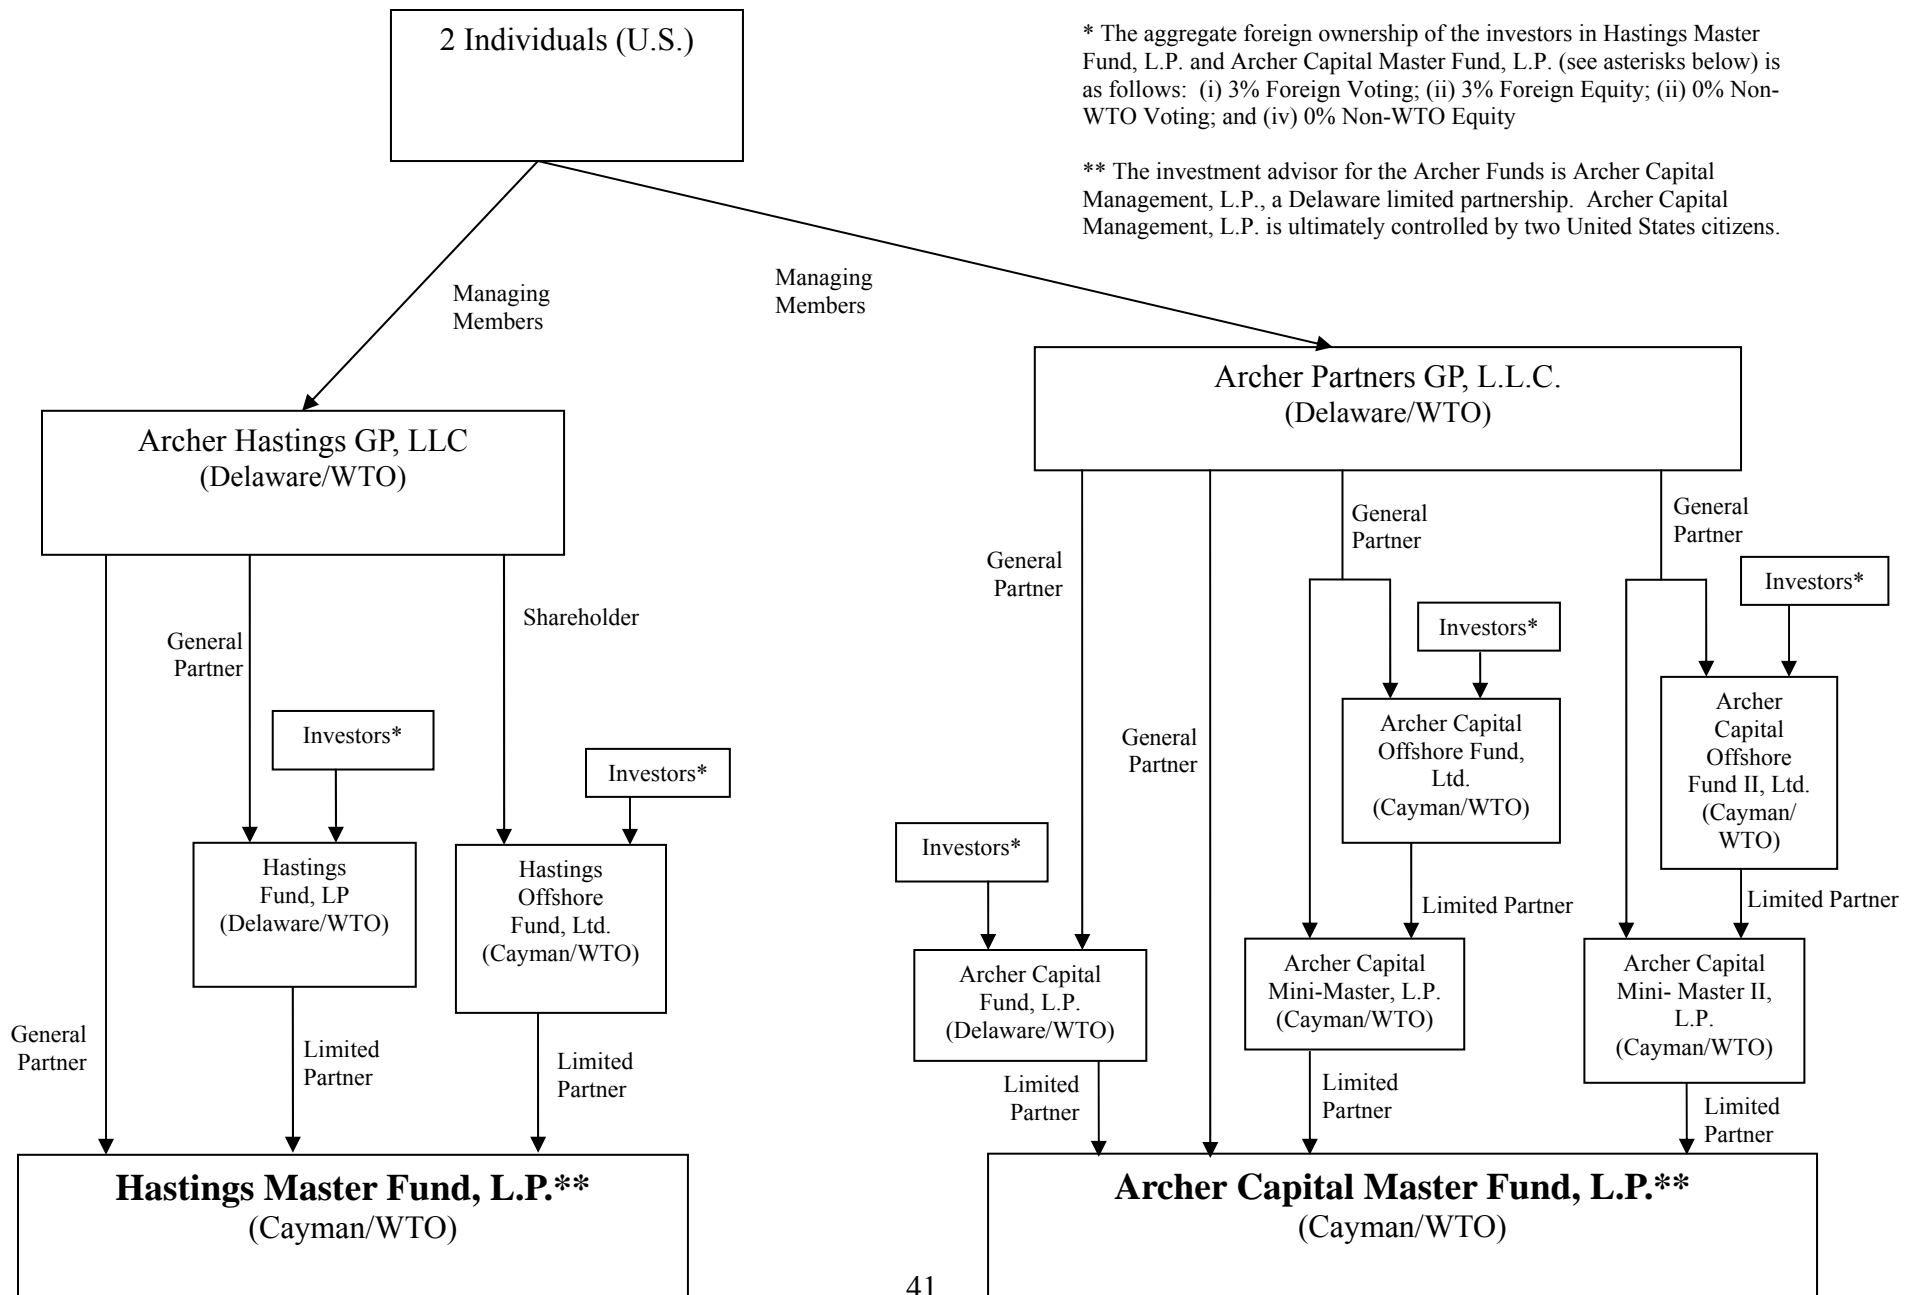 2 Individuals (U.S.)
* The aggregate foreign ownership of the investors in Hastings Master
Fund, L.P. and Archer Capital Master Fund, L.P. (see asterisks below) is
as follows:  (i) 3% Foreign Voting; (ii) 3% Foreign Equity; (ii) 0% Non-
WTO Voting; and (iv) 0% Non-WTO Equity
** The investment advisor for the Archer Funds is Archer Capital
Management, L.P., a Delaware limited partnership.  Archer Capital
Management, L.P. is ultimately controlled by two United States citizens.
Managing
Members
Managing
Members
Archer Hastings GP, LLC
(Delaware/WTO)
Archer Partners GP, L.L.C.
(Delaware/WTO)
General
Partner
Shareholder
Investors*
Investors*
Hastings
Fund, LP
(Delaware/WTO)
Hastings
Offshore
Fund, Ltd.
(Cayman/WTO)
General
Partner
Limited
Partner
Limited
Partner
Hastings Master Fund, L.P.**
(Cayman/WTO)
General
Partner
General
Partner
General
Partner
General
Partner
Investors*
Investors*
Investors*
Archer Capital
Offshore Fund,
Ltd.
(Cayman/WTO)
Archer
Capital
Offshore
Fund II, Ltd.
(Cayman/
WTO)
Limited Partner
Limited Partner
Archer Capital
Fund, L.P.
(Delaware/WTO)
Archer Capital
Mini-Master, L.P.
(Cayman/WTO)
Archer Capital
Mini- Master II,
L.P.
(Cayman/WTO)
Limited
Partner
Limited
Partner
Limited
Partner
Archer Capital Master Fund, L.P.**
(Cayman/WTO)
41